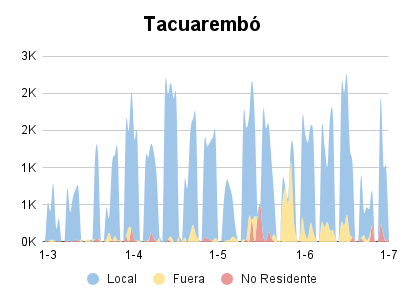 Tacuarembó
3K
2K
2K
1K
1K
0K
1-3 1-4 1-5 1-6 1-7
Local Fuera No Residente